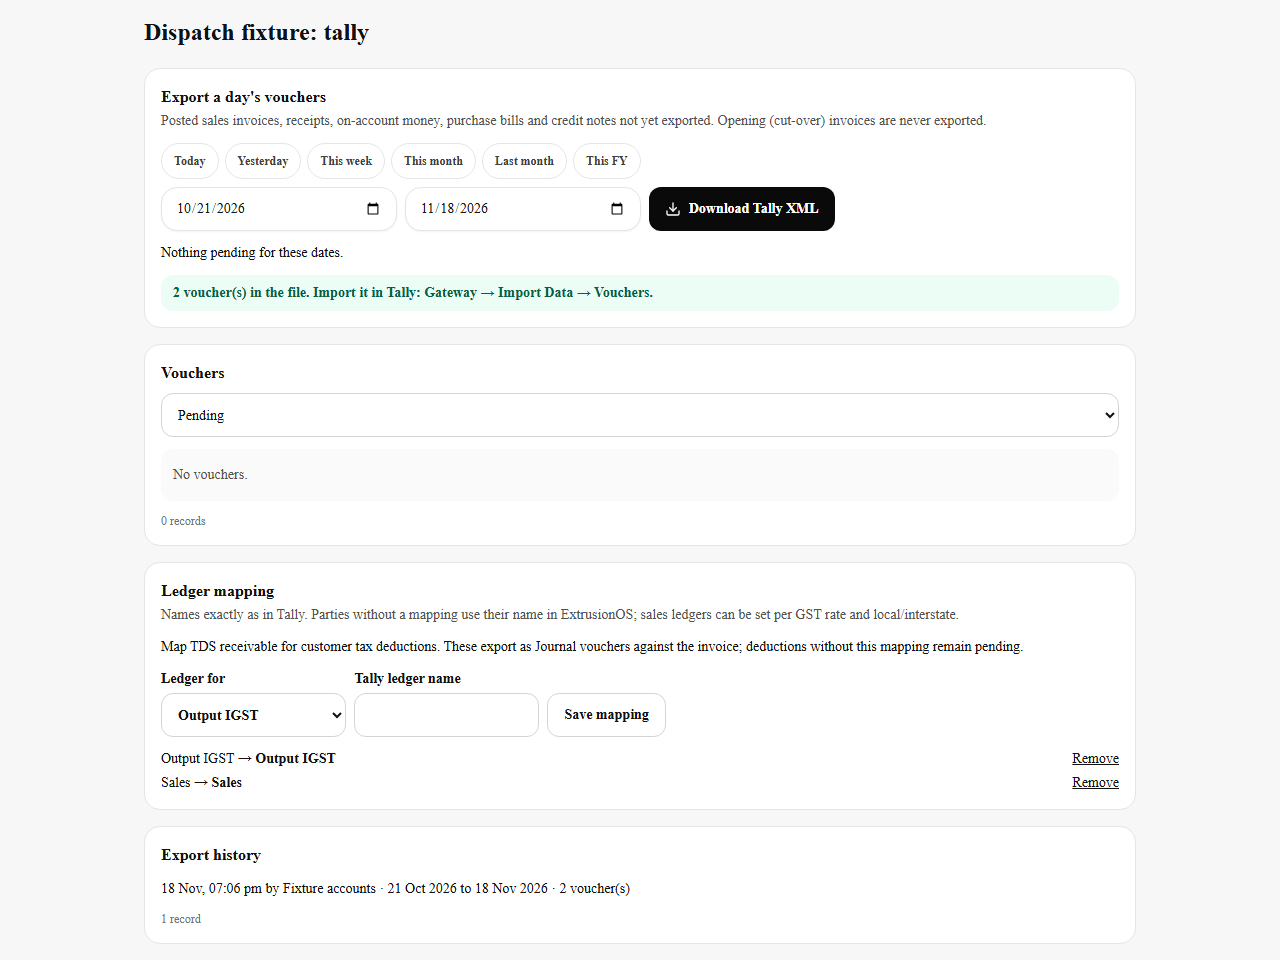 Dispatch fixture: tally
Export a day's vouchers
Posted sales invoices, receipts, on-account money, purchase bills and credit notes not yet exported. Opening (cut-over) invoices are never exported.
Today Yesterday This week This month Last month This FY
10/21/2026 11/18/2026 Download Tally XML
Nothing pending for these dates.
2 voucher(s) in the file. Import it in Tally: Gateway → Import Data → Vouchers.
Vouchers
Pending
No vouchers.
0 records
Ledger mapping
Names exactly as in Tally. Parties without a mapping use their name in ExtrusionOS; sales ledgers can be set per GST rate and local/interstate.
Map TDS receivable for customer tax deductions. These export as Journal vouchers against the invoice; deductions without this mapping remain pending.
Ledger for Tally ledger name
Output IGST Save mapping
Output IGST → Output IGST Remove
Sales → Sales Remove
Export history
18 Nov, 07:06 pm by Fixture accounts · 21 Oct 2026 to 18 Nov 2026 · 2 voucher(s)
1 record